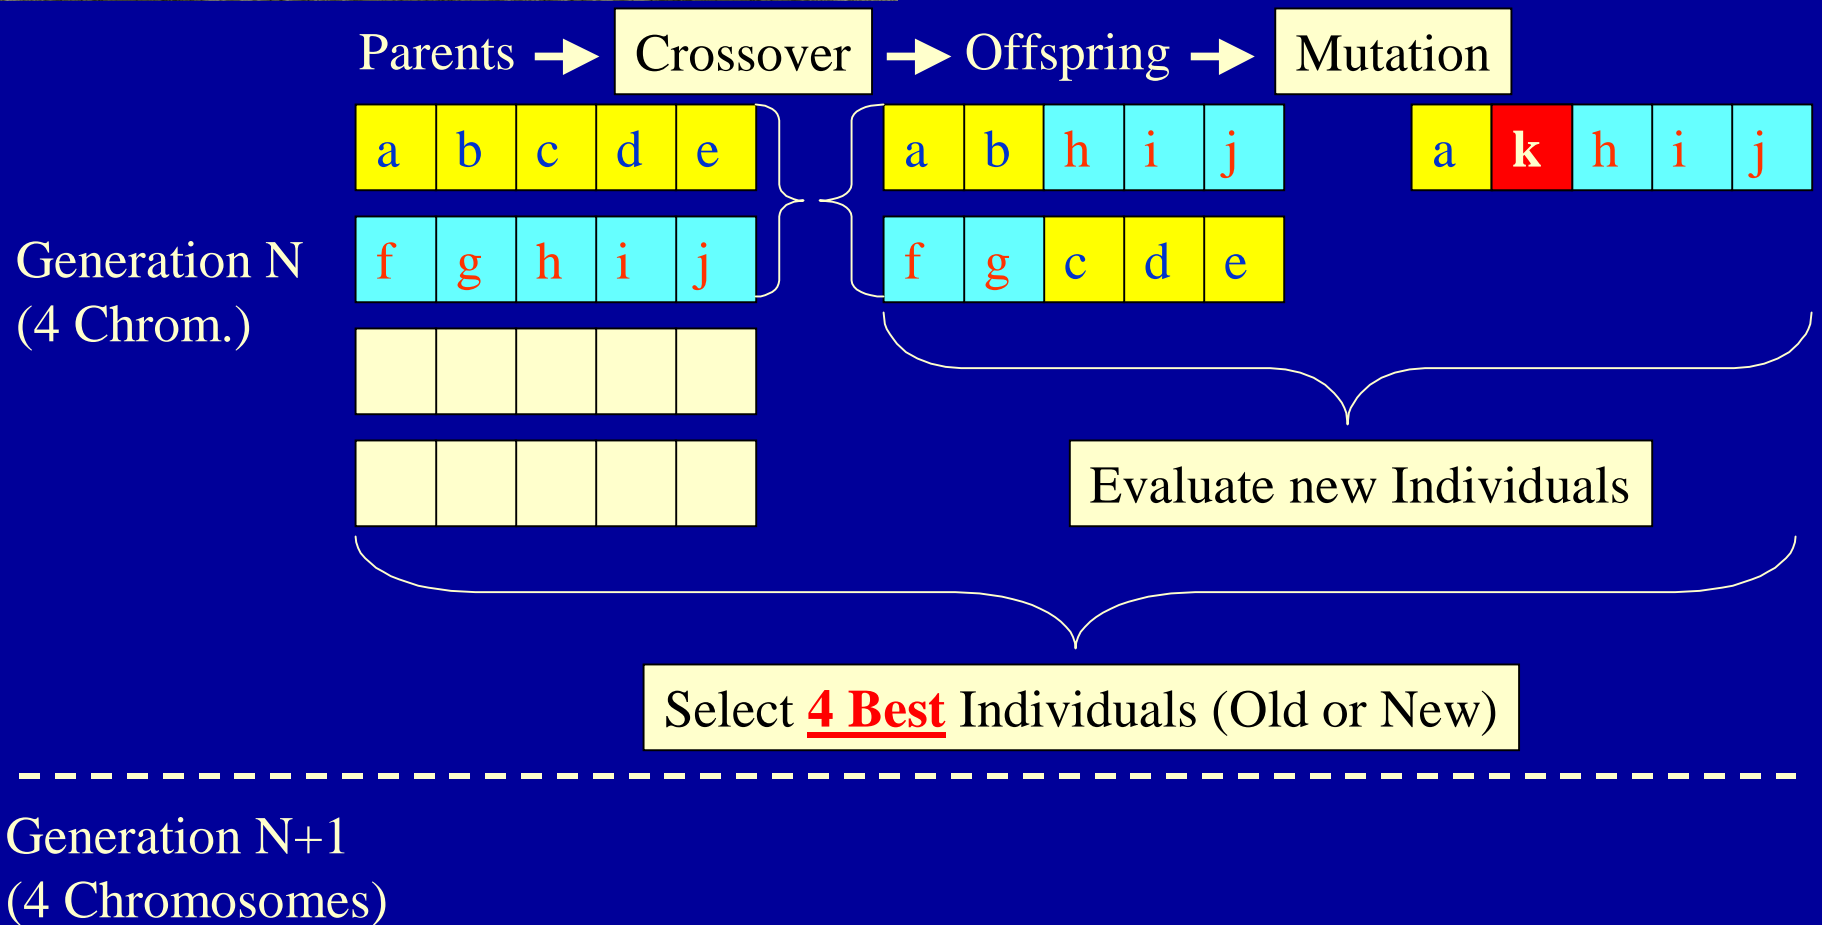 Parents Crossover Offspring Mutation
a b c d e a b h i j a k h i j
Generation N
f g h i j f g c d e
(4 Chrom.)
Evaluate new Individuals
Select 4 Best Individuals (Old or New)
Generation N+1
(4 Chromosomes)